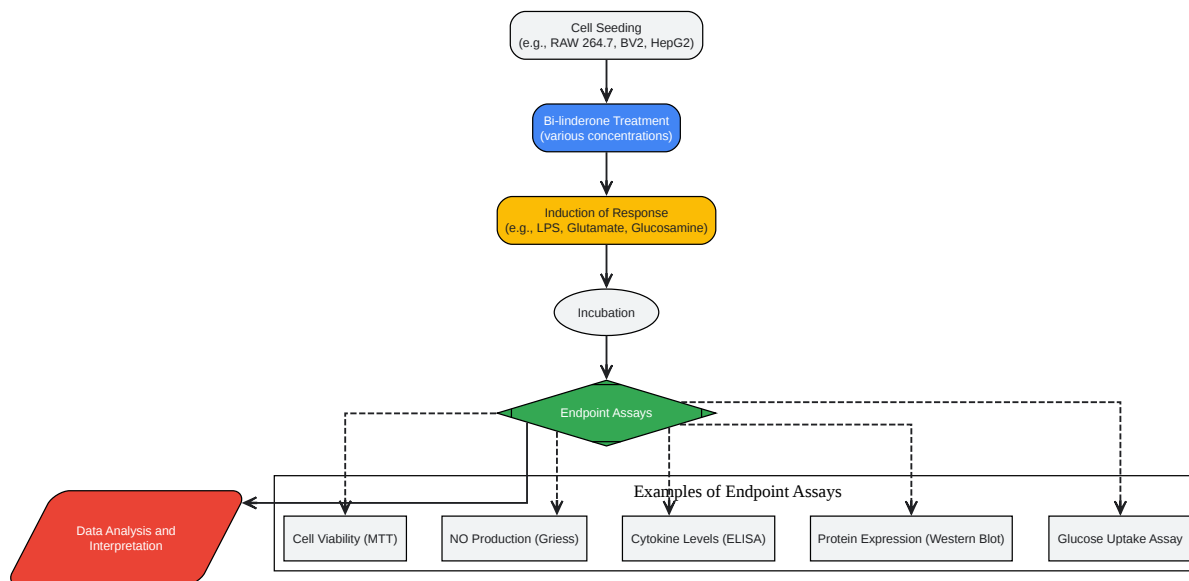 Cell Seeding
(e.g., RAW 264.7, BV2, HepG2)
Bi-linderone Treatment
(various concentrations)
Induction of Response
(e.g., LPS, Glutamate, Glucosamine)
Incubation
Endpoint Assays
Examples of Endpoint Assays
Data Analysis and
Interpretation
Cell Viability (MTT)
NO Production (Griess)
Cytokine Levels (ELISA)
Protein Expression (Western Blot)
Glucose Uptake Assay